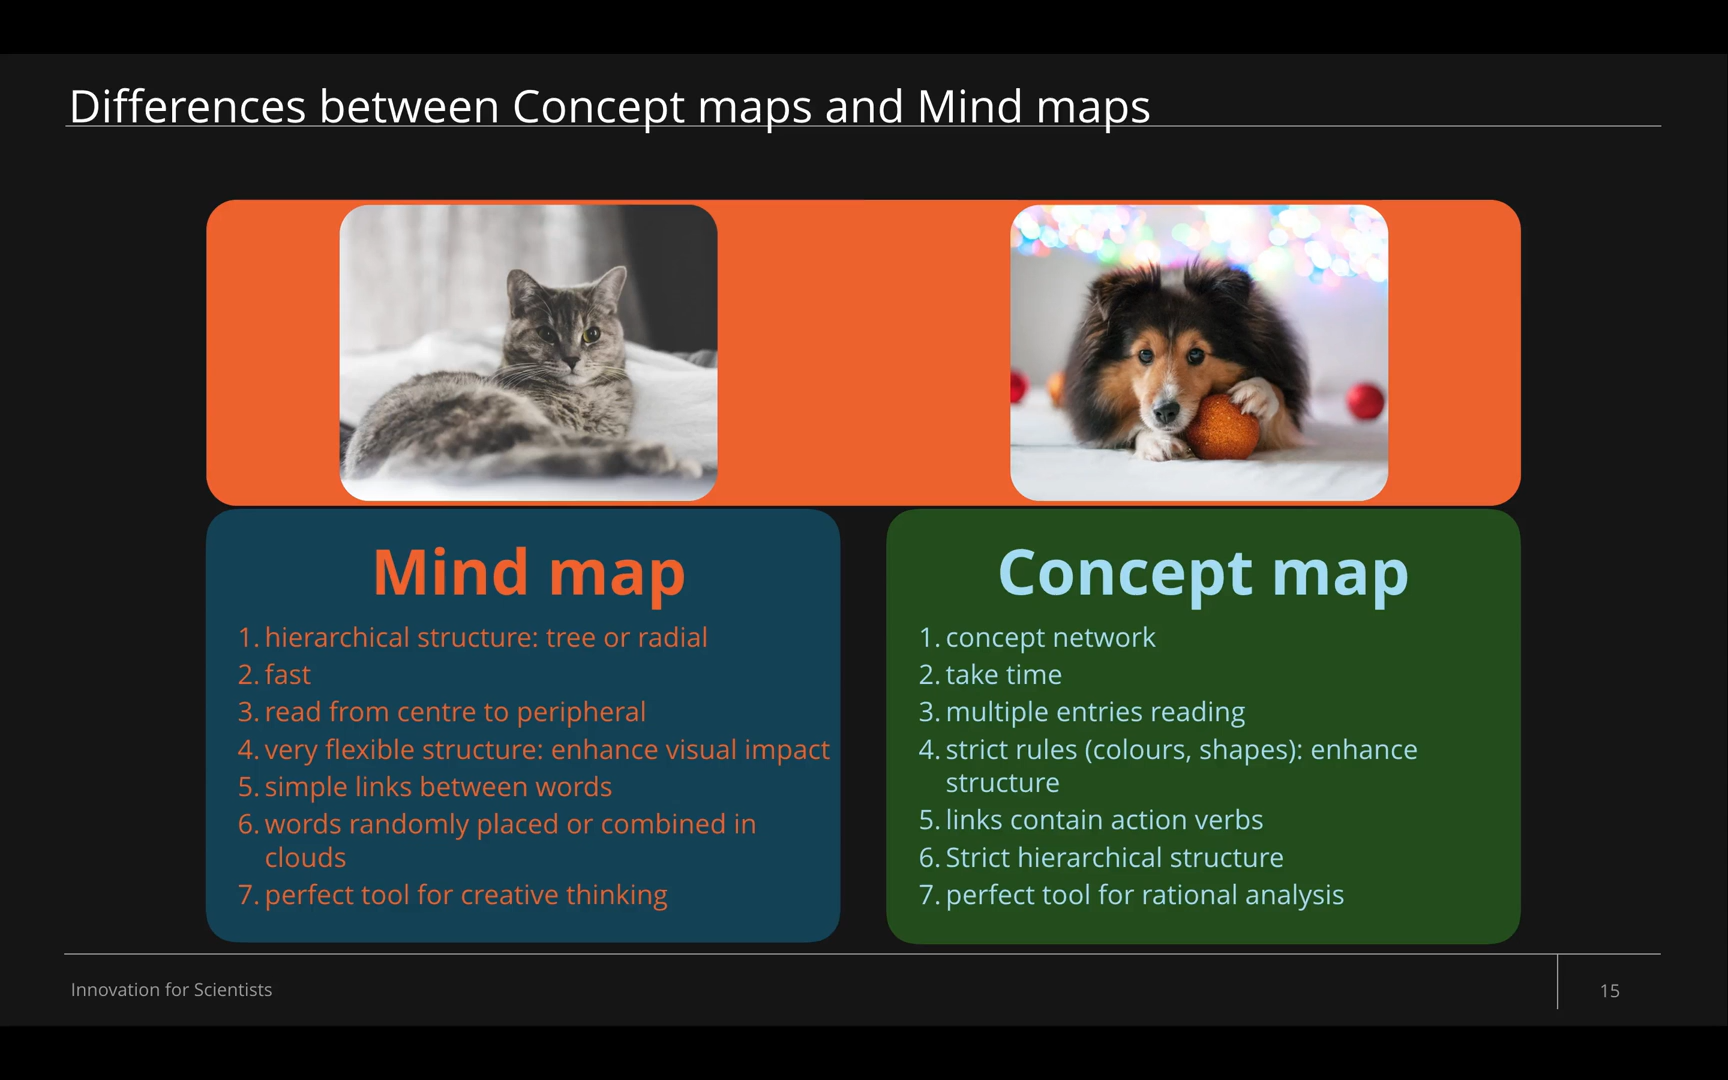 Differences between Concept maps and Mind maps
Mind map
1. hierarchical structure: tree or radial
2. fast
3. read from centre to peripheral
4. very flexible structure: enhance visual impact
5. simple links between words
6. words randomly placed or combined in
clouds
7. perfect tool for creative thinking
Concept map
1. concept network
2. take time
3. multiple entries reading
4. strict rules (colours, shapes): enhance
structure
5. links contain action verbs
6. Strict hierarchical structure
7. perfect tool for rational analysis
Innovation for Scientists
15